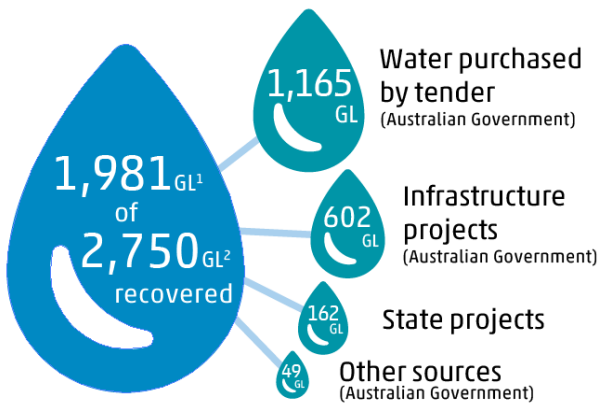 1,981GL¹
of
2,750GL²
recovered
1,165
GL
Water purchased
by tender
(Australian Government)
602
GL
Infrastructure
projects
(Australian Government)
162
GL
State projects
49
GL
Other sources
(Australian Government)